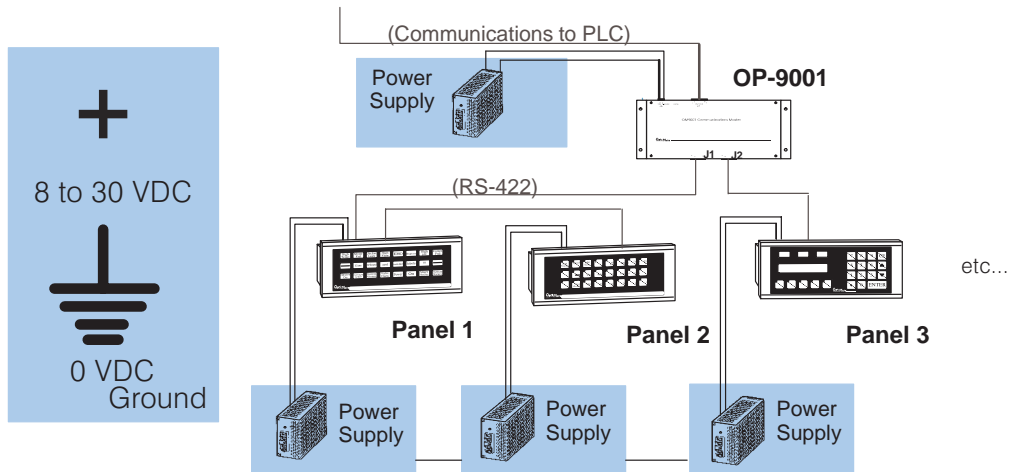 (Communications to PLC)
Power
Supply
OP-9001
J1 J2
+
8 to 30 VDC
0 VDC
Ground
(RS-422)
ENTER
Panel 1
Panel 2
Panel 3
etc...
Power
Supply
Power
Supply
Power
Supply